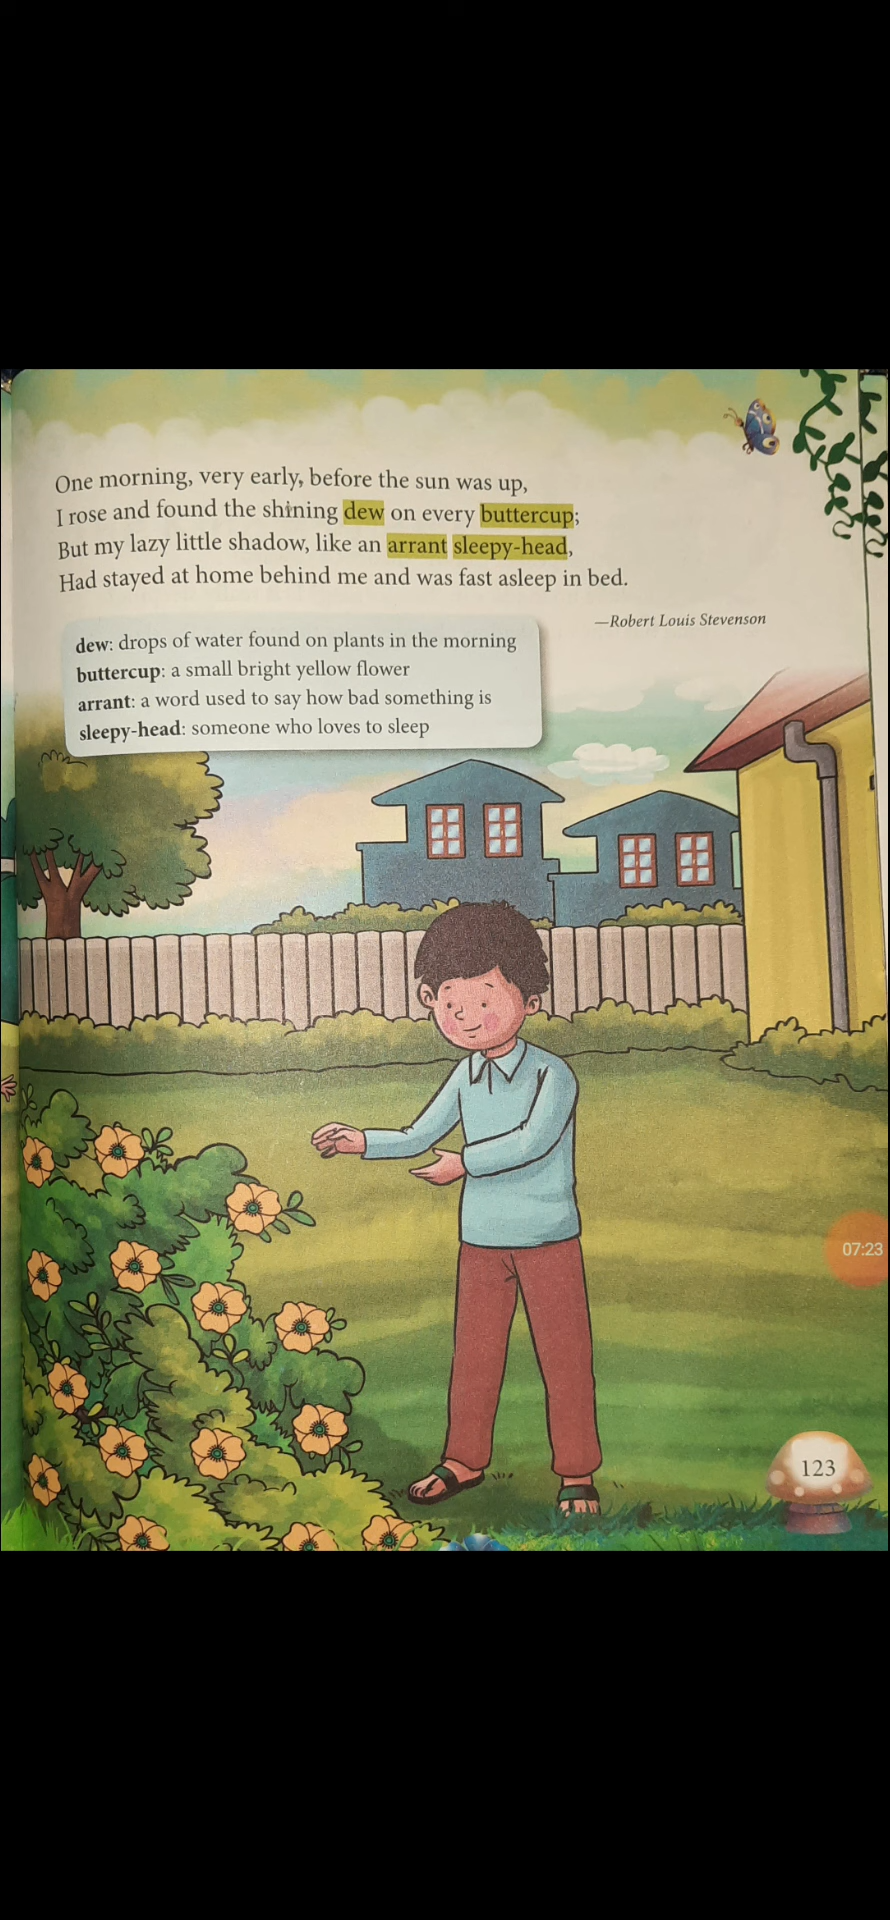 One morning, very early, before the sun was up,
I rose and found the shining dew on every buttercup;
But my lazy little shadow, like an arrant sleepy-head,
Had stayed at home behind me and was fast asleep in bed.
—Robert Louis Stevenson
dew: drops of water found on plants in the morning
buttercup: a small bright yellow flower
arrant: a word used to say how bad something is
sleepy-head: someone who loves to sleep
07:23
123